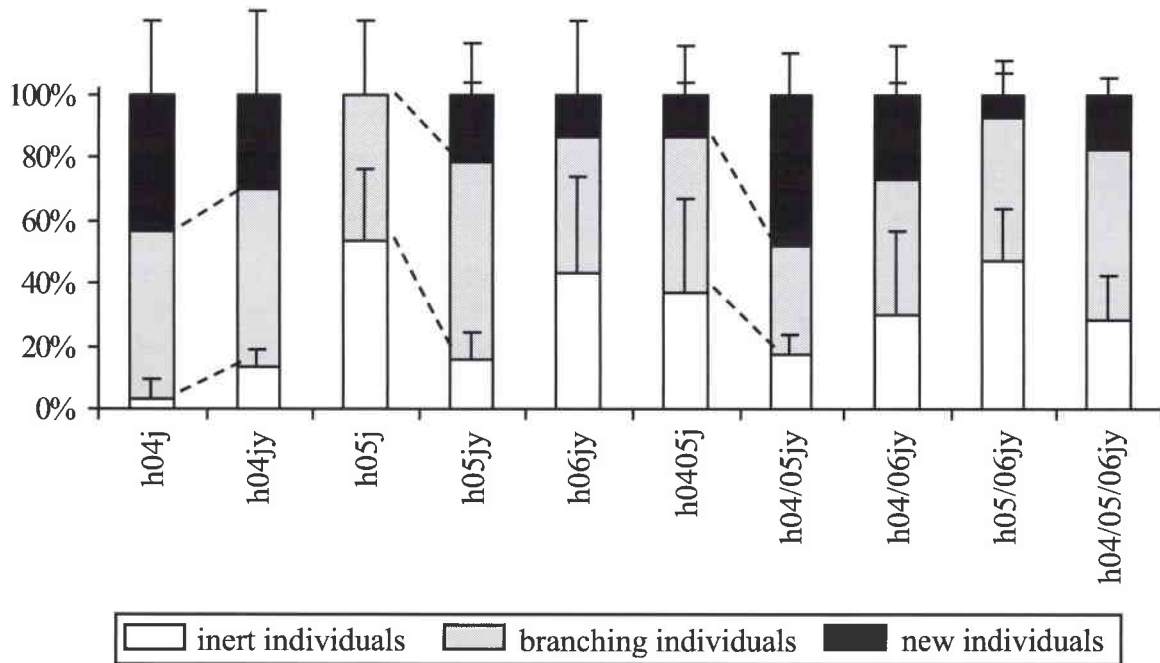 100%
80%
60%
40%
20%
0%
h04j
h04jy
h05j
h05jy
h06jy
h0405j
h04/05jy
h04/06jy
h05/06jy
h04/05/06jy
inert individuals branching individuals new individuals